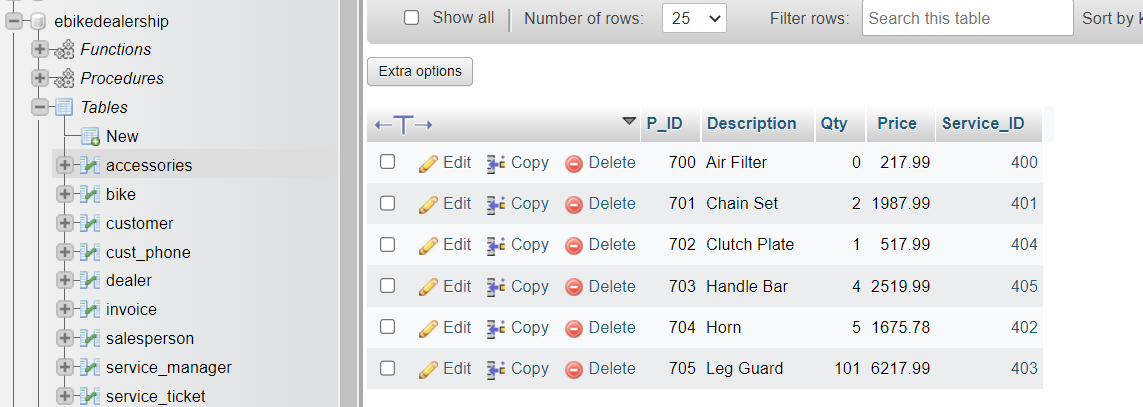 ebikedealership
Functions
Procedures
Tables
New
accessories
bike
customer
cust_phone
dealer
invoice
salesperson
service_manager
service_ticket
Show all Number of rows: 25 Filter rows: Search this table Sort by k
Extra options
P_ID Description Qty Price Service_ID
Edit Copy Delete 700 Air Filter 0 217.99 400
Edit Copy Delete 701 Chain Set 2 1987.99 401
Edit Copy Delete 702 Clutch Plate 1 517.99 404
Edit Copy Delete 703 Handle Bar 4 2519.99 405
Edit Copy Delete 704 Horn 5 1675.78 402
Edit Copy Delete 705 Leg Guard 101 6217.99 403